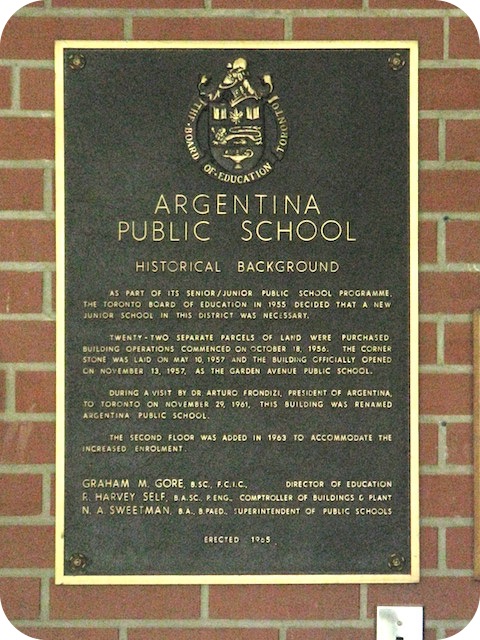 THE·BOARD·OF·EDUCATION·TORONTO
ARGENTINA
PUBLIC SCHOOL
HISTORICAL BACKGROUND
AS PART OF ITS SENIOR/JUNIOR PUBLIC SCHOOL PROGRAMME,
THE TORONTO BOARD OF EDUCATION IN 1955 DECIDED THAT A NEW
JUNIOR SCHOOL IN THIS DISTRICT WAS NECESSARY.
TWENTY-TWO SEPARATE PARCELS OF LAND WERE PURCHASED.
BUILDING OPERATIONS COMMENCED ON OCTOBER 18, 1956. THE CORNER
STONE WAS LAID ON MAY 10, 1957 AND THE BUILDING OFFICIALLY OPENED
ON NOVEMBER 13, 1957, AS THE GARDEN AVENUE PUBLIC SCHOOL.
DURING A VISIT BY DR. ARTURO FRONDIZI, PRESIDENT OF ARGENTINA,
TO TORONTO ON NOVEMBER 29, 1961, THIS BUILDING WAS RENAMED
ARGENTINA PUBLIC SCHOOL.
THE SECOND FLOOR WAS ADDED IN 1963 TO ACCOMMODATE THE
INCREASED ENROLMENT.
GRAHAM M. GORE, B.SC., F.C.I.C., DIRECTOR OF EDUCATION
F. HARVEY SELF, B.A.SC. P.ENG., COMPTROLLER OF BUILDINGS & PLANT
N. A. SWEETMAN, B.A., B.PAED., SUPERINTENDENT OF PUBLIC SCHOOLS
ERECTED 1965